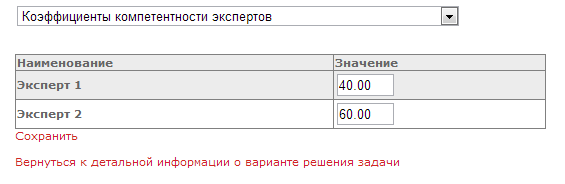 Коэффициенты компетентности экспертов
Наименование Значение
Эксперт 1 40.00
Эксперт 2 60.00
Сохранить
Вернуться к детальной информации о варианте решения задачи